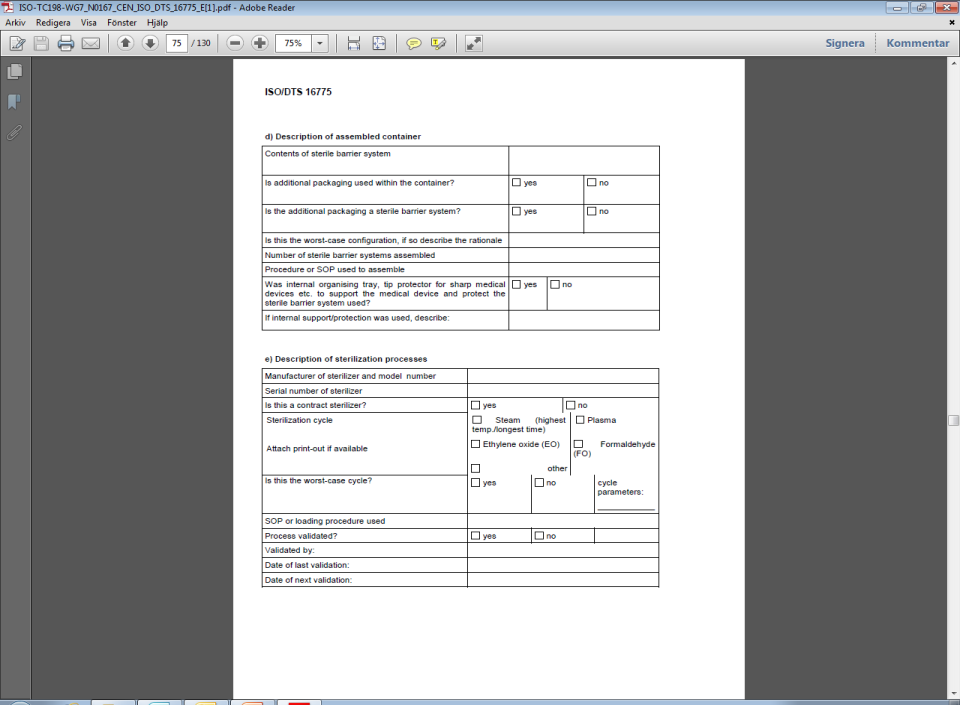 ISO-TC198-WG7_N0167_CEN_ISO_DTS_16775_E[1].pdf - Adobe Reader
Arkiv Redigera Visa Fönster Hjälp
75 / 130 75% Signera Kommentar
ISO/DTS 16775
d) Description of assembled container
Contents of sterile barrier system
Is additional packaging used within the container? yes no
Is the additional packaging a sterile barrier system? yes no
Is this the worst-case configuration, if so describe the rationale
Number of sterile barrier systems assembled
Procedure or SOP used to assemble
Was internal organising tray, tip protector for sharp medical yes no
devices etc. to support the medical device and protect the
sterile barrier system used?
If internal support/protection was used, describe:
e) Description of sterilization processes
Manufacturer of sterilizer and model number
Serial number of sterilizer
Is this a contract sterilizer? yes no
Sterilization cycle Steam (highest Plasma
temp./longest time)
Attach print-out if available Ethylene oxide (EO) Formaldehyde
(FO)
other
Is this the worst-case cycle? yes no cycle
parameters:
SOP or loading procedure used
Process validated? yes no
Validated by:
Date of last validation:
Date of next validation: